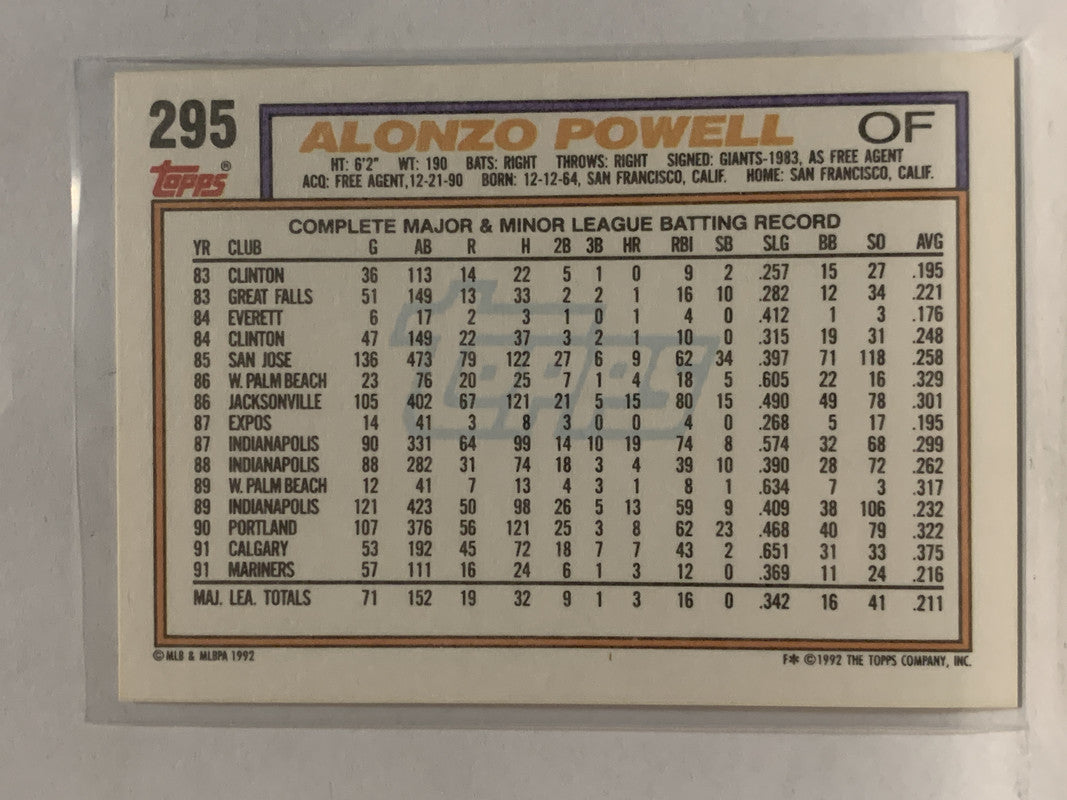 295
ALONZO POWELL OF
topps®
HT: 6'2" WT: 190 BATS: RIGHT THROWS: RIGHT SIGNED: GIANTS-1983, AS FREE AGENT
ACQ: FREE AGENT,12-21-90 BORN: 12-12-64, SAN FRANCISCO, CALIF. HOME: SAN FRANCISCO, CALIF.
COMPLETE MAJOR & MINOR LEAGUE BATTING RECORD
YR CLUB G AB R H 2B 3B HR RBI SB SLG BB SO AVG
83 CLINTON 36 113 14 22 5 1 0 9 2 .257 15 27 .195
83 GREAT FALLS 51 149 13 33 2 2 1 16 10 .282 12 34 .221
84 EVERETT 6 17 2 3 1 0 1 4 0 .412 1 3 .176
84 CLINTON 47 149 22 37 3 2 1 10 0 .315 19 31 .248
85 SAN JOSE 136 473 79 122 27 6 9 62 34 .397 71 118 .258
86 W. PALM BEACH 23 76 20 25 7 1 4 18 5 .605 22 16 .329
86 JACKSONVILLE 105 402 67 121 21 5 15 80 15 .490 49 78 .301
87 EXPOS 14 41 3 8 3 0 0 4 0 .268 5 17 .195
87 INDIANAPOLIS 90 331 64 99 14 10 19 74 8 .574 32 68 .299
88 INDIANAPOLIS 88 282 31 74 18 3 4 39 10 .390 28 72 .262
89 W. PALM BEACH 12 41 7 13 4 3 1 8 1 .634 7 3 .317
89 INDIANAPOLIS 121 423 50 98 26 5 13 59 9 .409 38 106 .232
90 PORTLAND 107 376 56 121 25 3 8 62 23 .468 40 79 .322
91 CALGARY 53 192 45 72 18 7 7 43 2 .651 31 33 .375
91 MARINERS 57 111 16 24 6 1 3 12 0 .369 11 24 .216
MAJ. LEA. TOTALS 71 152 19 32 9 1 3 16 0 .342 16 41 .211
topps
© MLB & MLBPA 1992
F* ©1992 THE TOPPS COMPANY, INC.